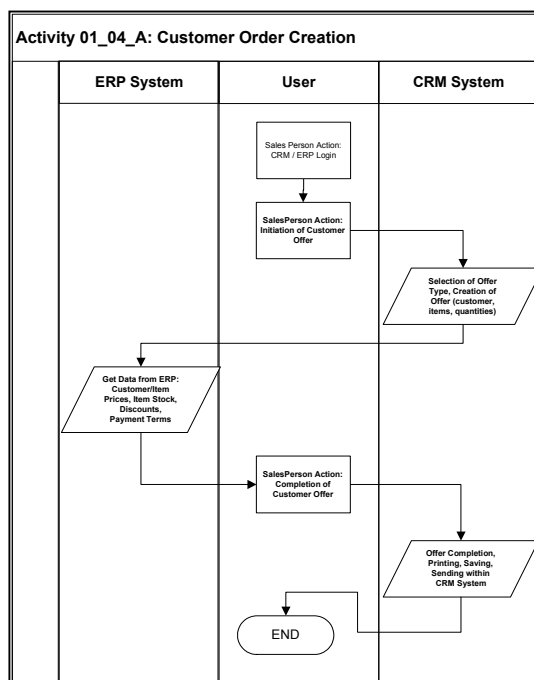 Activity 01_04_A: Customer Order Creation
ERP System
User
CRM System
Sales Person Action:
CRM / ERP Login
SalesPerson Action:
Initiation of Customer
Offer
Selection of Offer
Type, Creation of
Offer (customer,
items, quantities)
Get Data from ERP:
Customer/Item
Prices, Item Stock,
Discounts,
Payment Terms
SalesPerson Action:
Completion of
Customer Offer
Offer Completion,
Printing, Saving,
Sending within
CRM System
END